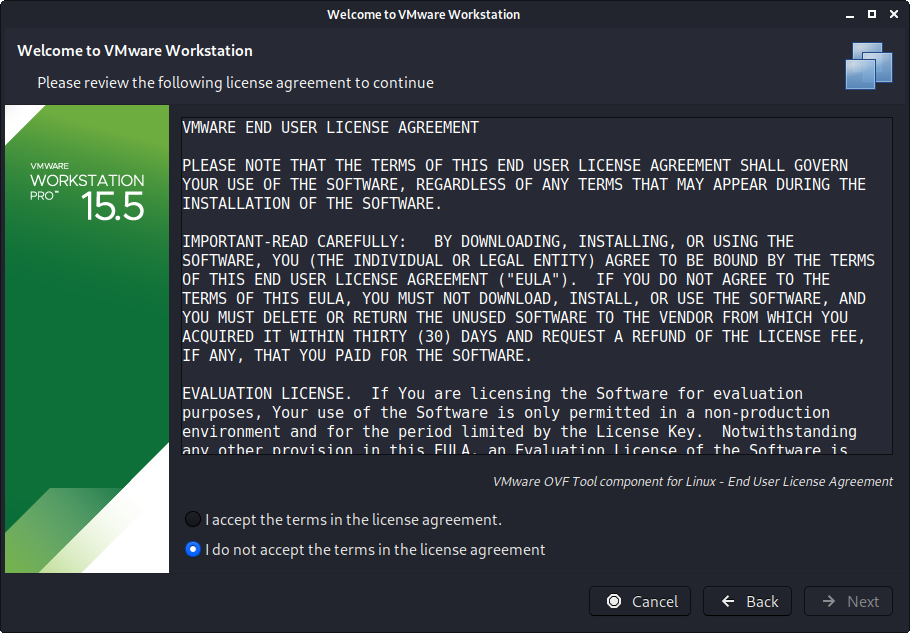 Welcome to VMware Workstation
Welcome to VMware Workstation
Please review the following license agreement to continue
VMWARE
WORKSTATION
PRO™
15.5
VMWARE END USER LICENSE AGREEMENT
PLEASE NOTE THAT THE TERMS OF THIS END USER LICENSE AGREEMENT SHALL GOVERN
YOUR USE OF THE SOFTWARE, REGARDLESS OF ANY TERMS THAT MAY APPEAR DURING THE
INSTALLATION OF THE SOFTWARE.
IMPORTANT-READ CAREFULLY:   BY DOWNLOADING, INSTALLING, OR USING THE
SOFTWARE, YOU (THE INDIVIDUAL OR LEGAL ENTITY) AGREE TO BE BOUND BY THE TERMS
OF THIS END USER LICENSE AGREEMENT ("EULA").  IF YOU DO NOT AGREE TO THE
TERMS OF THIS EULA, YOU MUST NOT DOWNLOAD, INSTALL, OR USE THE SOFTWARE, AND
YOU MUST DELETE OR RETURN THE UNUSED SOFTWARE TO THE VENDOR FROM WHICH YOU
ACQUIRED IT WITHIN THIRTY (30) DAYS AND REQUEST A REFUND OF THE LICENSE FEE,
IF ANY, THAT YOU PAID FOR THE SOFTWARE.
EVALUATION LICENSE.  If You are licensing the Software for evaluation
purposes, Your use of the Software is only permitted in a non-production
environment and for the period limited by the License Key.  Notwithstanding
any other provision in this EULA, an Evaluation License of the Software is
VMware OVF Tool component for Linux - End User License Agreement
I accept the terms in the license agreement.
I do not accept the terms in the license agreement
Cancel
Back
Next